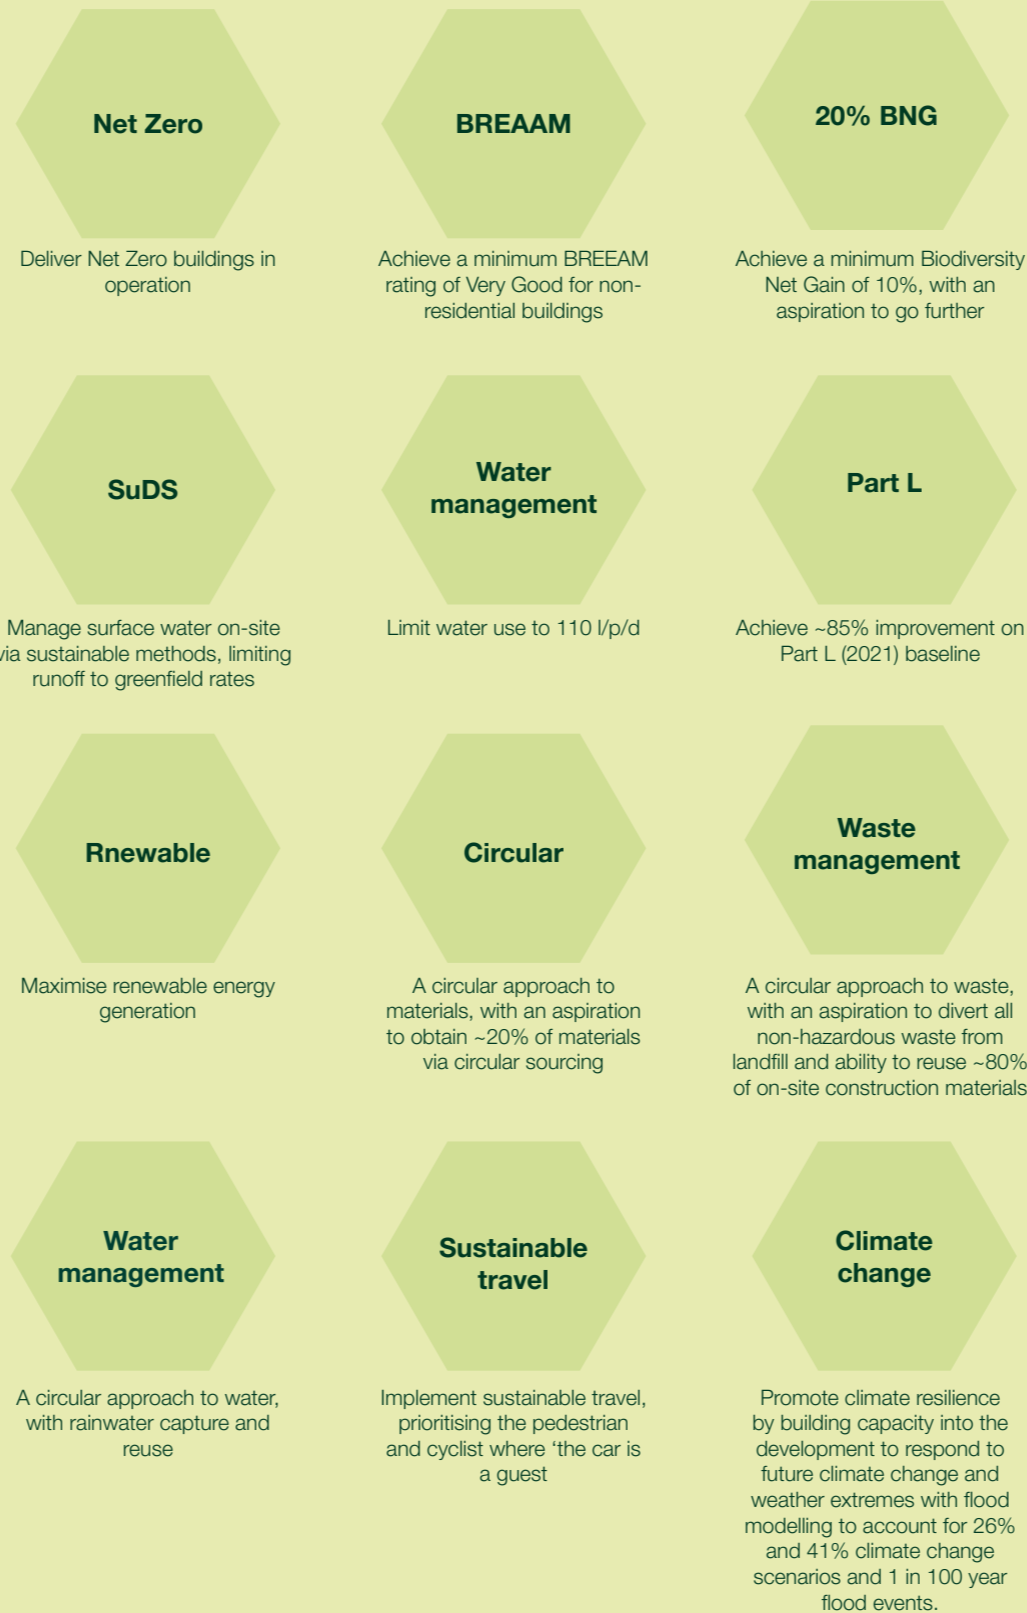 Net Zero
Deliver Net Zero buildings in
operation
BREAAM
Achieve a minimum BREEAM
rating of Very Good for non-
residential buildings
20% BNG
Achieve a minimum Biodiversity
Net Gain of 10%, with an
aspiration to go further
SuDS
Manage surface water on-site
via sustainable methods, limiting
runoff to greenfield rates
Water
management
Limit water use to 110 l/p/d
Part L
Achieve ~85% improvement on
Part L (2021) baseline
Rnewable
Maximise renewable energy
generation
Circular
A circular approach to
materials, with an aspiration
to obtain ~20% of materials
via circular sourcing
Waste
management
A circular approach to waste,
with an aspiration to divert all
non-hazardous waste from
landfill and ability to reuse ~80%
of on-site construction materials
Water
management
A circular approach to water,
with rainwater capture and
reuse
Sustainable
travel
Implement sustainable travel,
prioritising the pedestrian
and cyclist where ‘the car is
a guest
Climate
change
Promote climate resilience
by building capacity into the
development to respond to
future climate change and
weather extremes with flood
modelling to account for 26%
and 41% climate change
scenarios and 1 in 100 year
flood events.